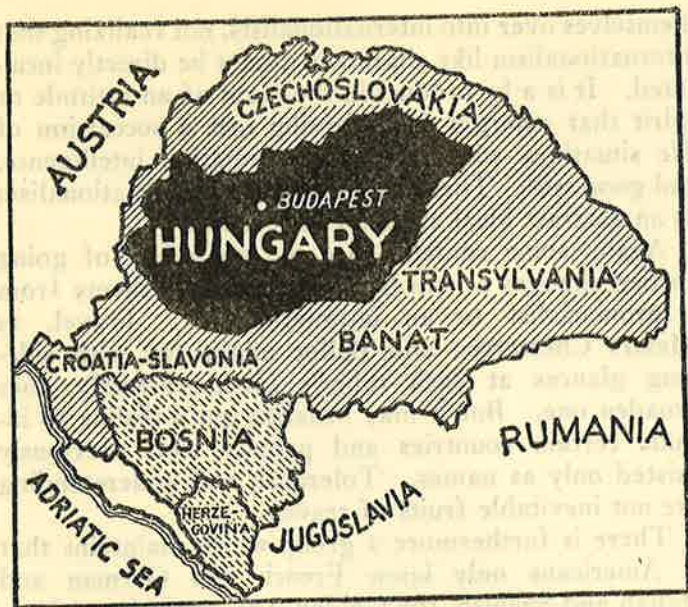 AUSTRIA
CZECHOSLOVAKIA
BUDAPEST
HUNGARY
TRANSYLVANIA
BANAT
CROATIA-SLAVONIA
BOSNIA
RUMANIA
HERZE-
GOVINA
JUGOSLAVIA
ADRIATIC SEA